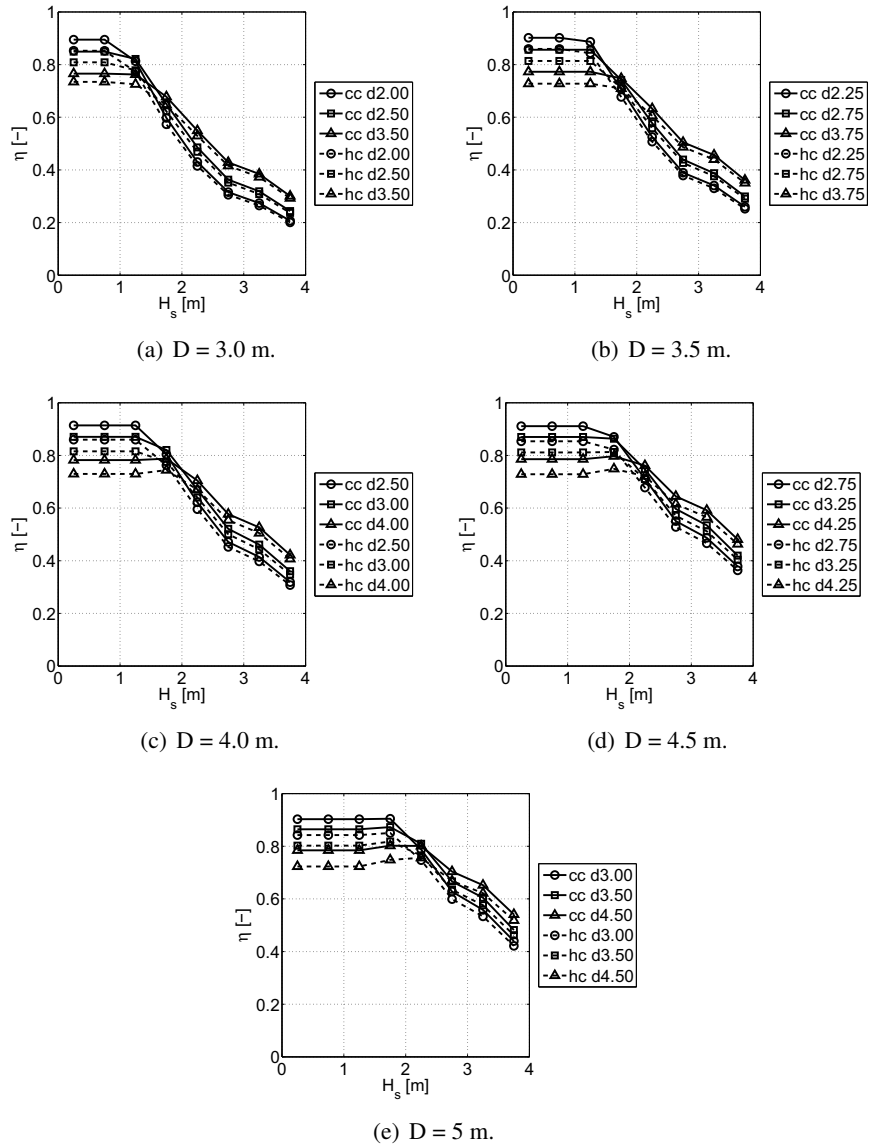 1
0.8
0.6
0.4
0.2
0
η [−]
0 1 2 3 4
H_s [m]
cc d2.00
cc d2.50
cc d3.50
hc d2.00
hc d2.50
hc d3.50
(a) D = 3.0 m.
1
0.8
0.6
0.4
0.2
0
η [−]
0 1 2 3 4
H_s [m]
cc d2.25
cc d2.75
cc d3.75
hc d2.25
hc d2.75
hc d3.75
(b) D = 3.5 m.
1
0.8
0.6
0.4
0.2
0
η [−]
0 1 2 3 4
H_s [m]
cc d2.50
cc d3.00
cc d4.00
hc d2.50
hc d3.00
hc d4.00
(c) D = 4.0 m.
1
0.8
0.6
0.4
0.2
0
η [−]
0 1 2 3 4
H_s [m]
cc d2.75
cc d3.25
cc d4.25
hc d2.75
hc d3.25
hc d4.25
(d) D = 4.5 m.
1
0.8
0.6
0.4
0.2
0
η [−]
0 1 2 3 4
H_s [m]
cc d3.00
cc d3.50
cc d4.50
hc d3.00
hc d3.50
hc d4.50
(e) D = 5 m.